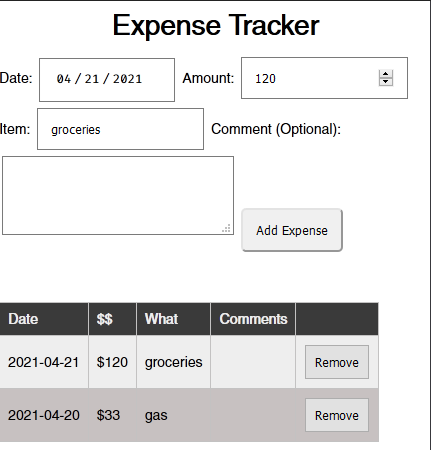 Expense Tracker
Date: 04 / 21 / 2021 Amount: 120
Item: groceries Comment (Optional):
Add Expense
Date $$ What Comments
2021-04-21 $120 groceries Remove
2021-04-20 $33 gas Remove